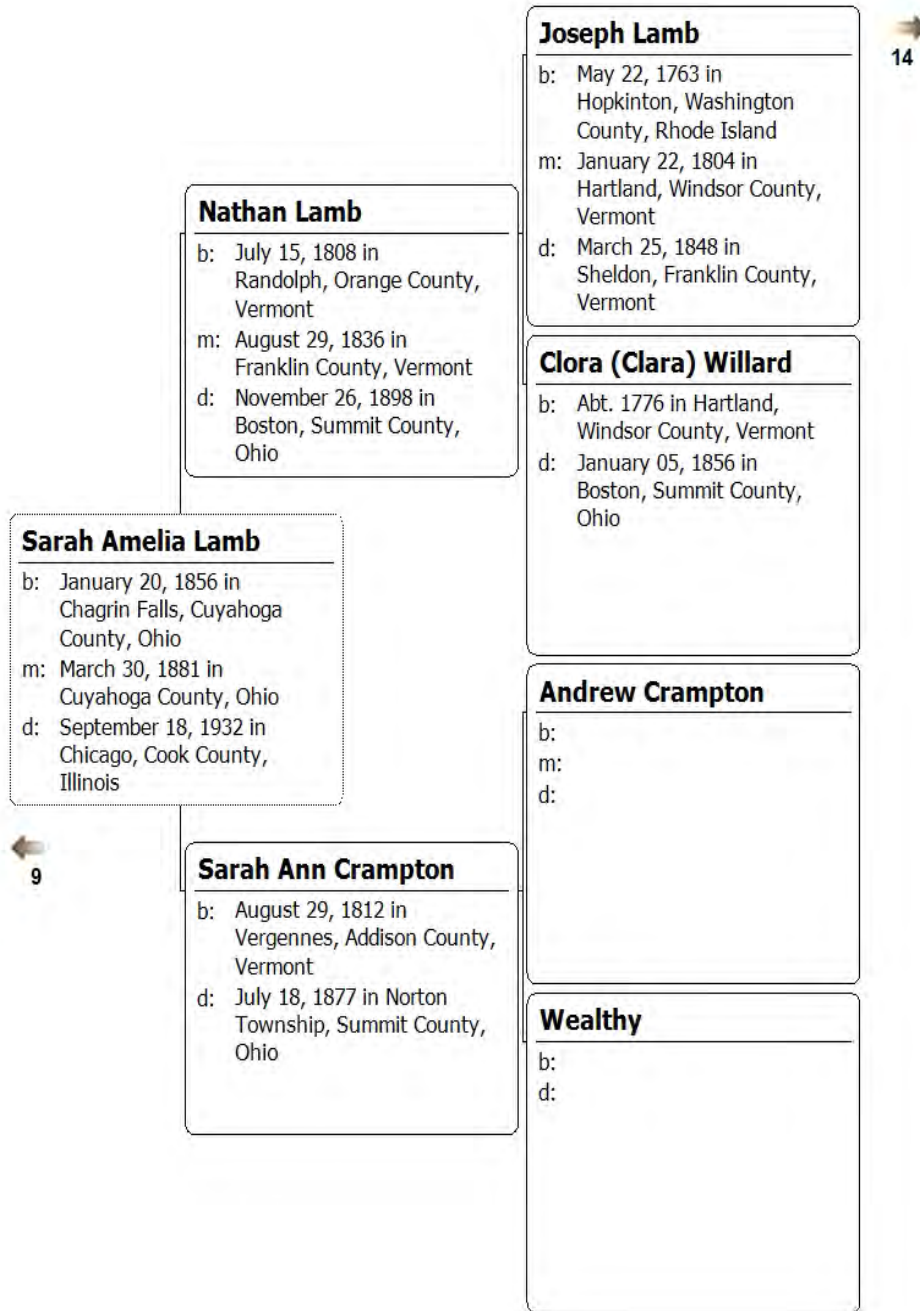 Joseph Lamb
b: May 22, 1763 in
Hopkinton, Washington
County, Rhode Island
m: January 22, 1804 in
Hartland, Windsor County,
Vermont
d: March 25, 1848 in
Sheldon, Franklin County,
Vermont
14
Nathan Lamb
b: July 15, 1808 in
Randolph, Orange County,
Vermont
m: August 29, 1836 in
Franklin County, Vermont
d: November 26, 1898 in
Boston, Summit County,
Ohio
Clora (Clara) Willard
b: Abt. 1776 in Hartland,
Windsor County, Vermont
d: January 05, 1856 in
Boston, Summit County,
Ohio
Sarah Amelia Lamb
b: January 20, 1856 in
Chagrin Falls, Cuyahoga
County, Ohio
m: March 30, 1881 in
Cuyahoga County, Ohio
d: September 18, 1932 in
Chicago, Cook County,
Illinois
9
Andrew Crampton
b:
m:
d:
Sarah Ann Crampton
b: August 29, 1812 in
Vergennes, Addison County,
Vermont
d: July 18, 1877 in Norton
Township, Summit County,
Ohio
Wealthy
b:
d: